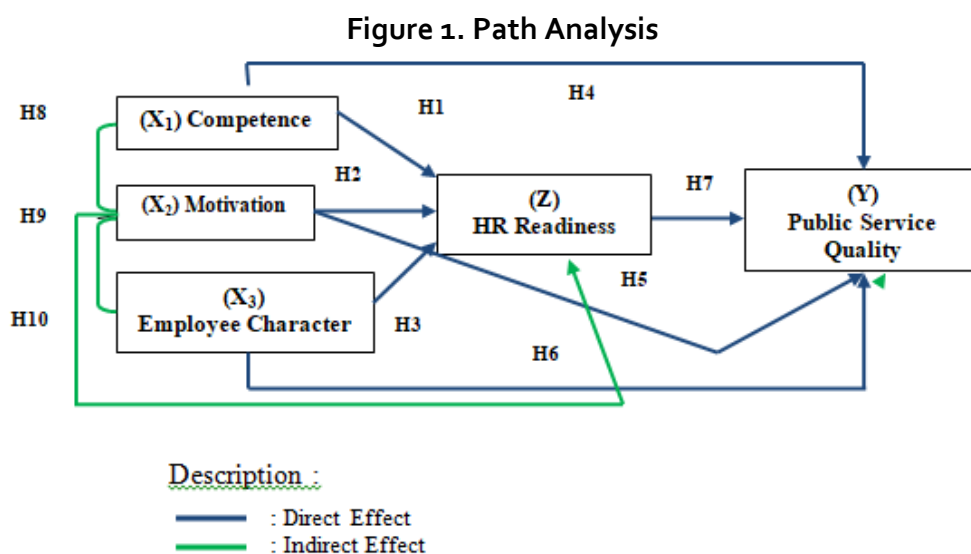 Figure 1. Path Analysis
H4
H8
H1
(X₁) Competence
H2
H7
(X₂) Motivation
(Z)
HR Readiness
(Y)
Public Service
Quality
H9
H5
(X₃)
Employee Character
H10
H3
H6
Description :
: Direct Effect
: Indirect Effect